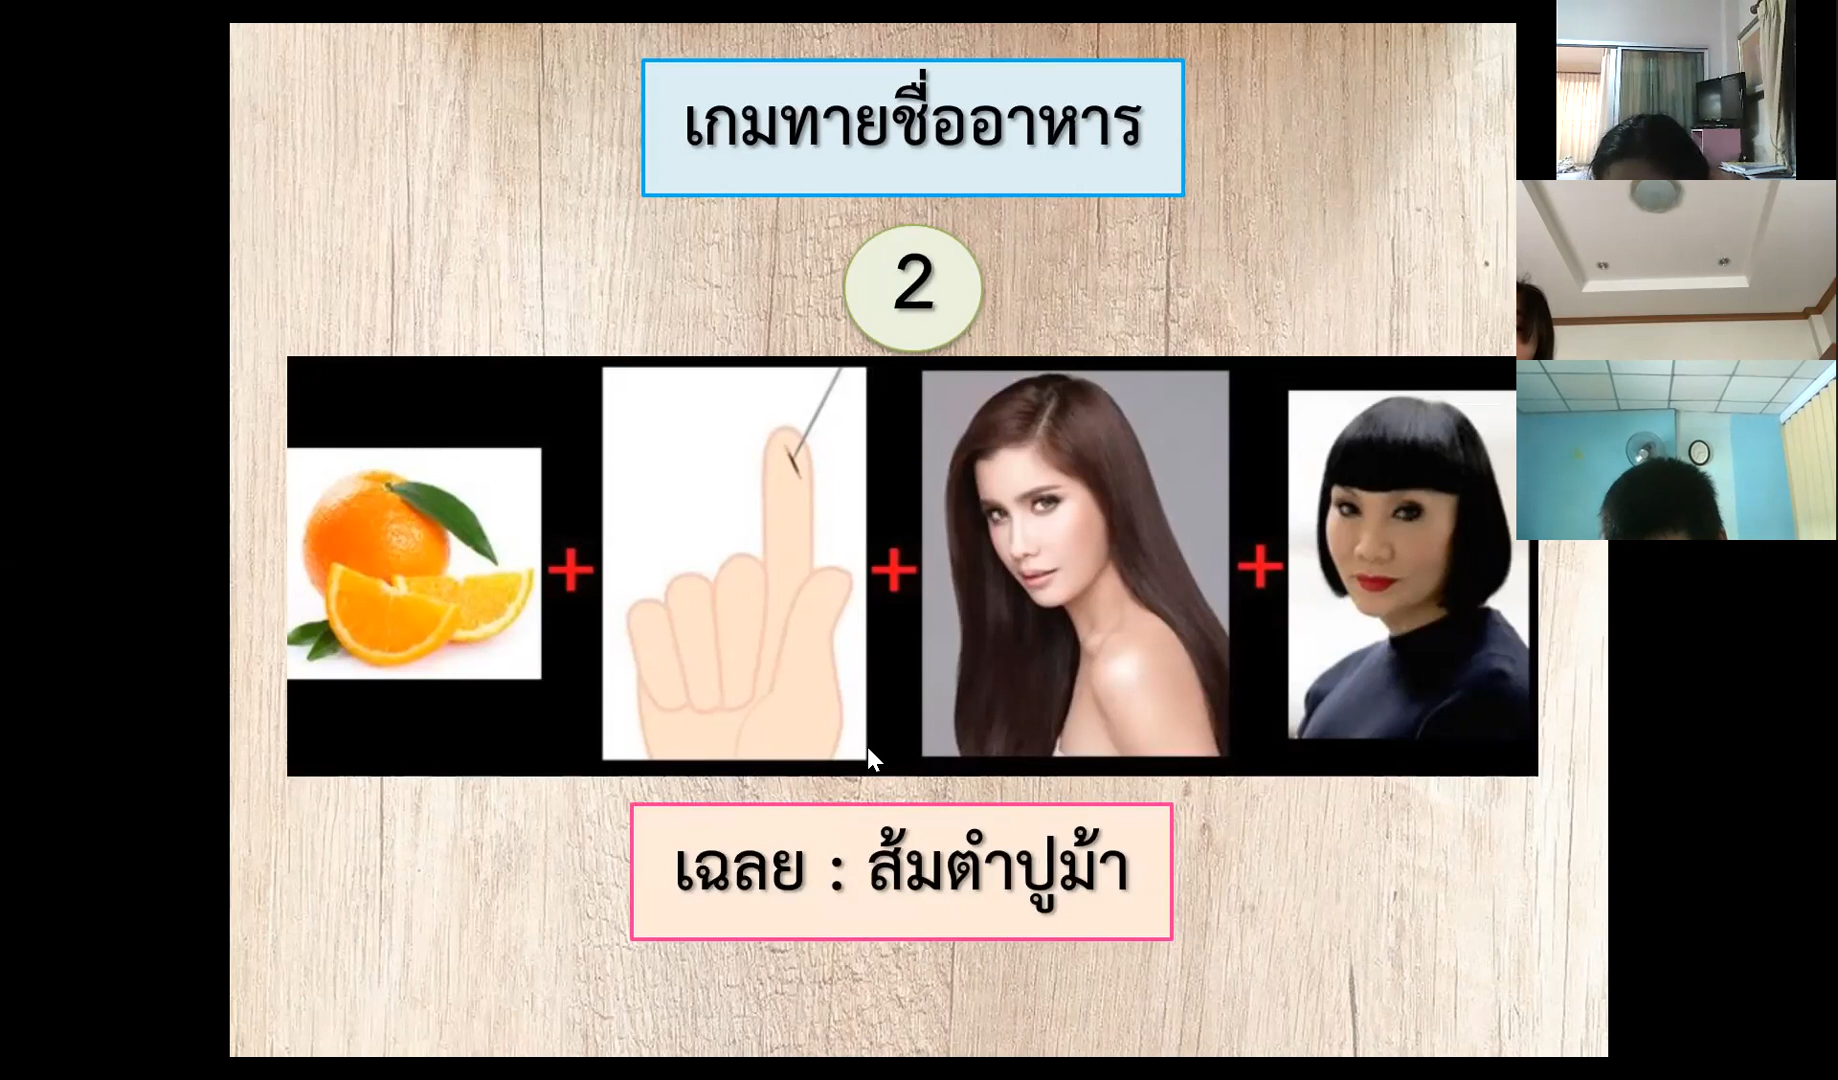 เกมทายชื่ออาหาร
2
+ + +
เฉลย : ส้มตำปูม้า